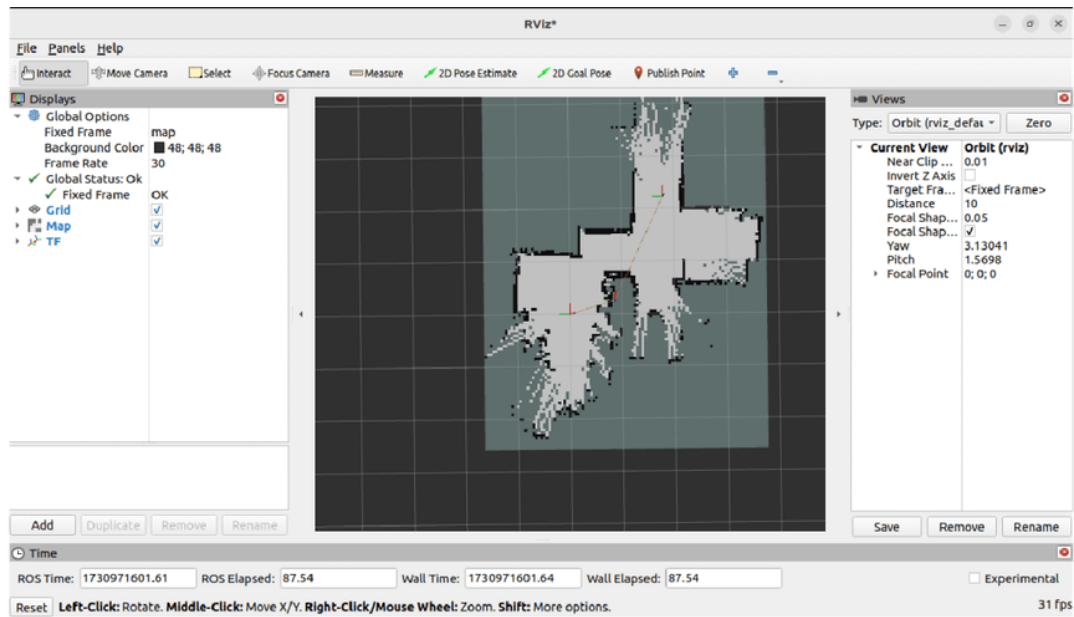 RViz*
File Panels Help
Interact Move Camera Select Focus Camera Measure 2D Pose Estimate 2D Goal Pose Publish Point
Displays
Global Options
Fixed Frame map
Background Color 48; 48; 48
Frame Rate 30
Global Status: Ok
Fixed Frame OK
Grid
Map
TF
Add Duplicate Remove Rename
Views
Type: Orbit (rviz_defau Zero
Current View Orbit (rviz)
Near Clip ... 0.01
Invert Z Axis
Target Fra... <Fixed Frame>
Distance 10
Focal Shap... 0.05
Focal Shap...
Yaw 3.13041
Pitch 1.5698
Focal Point 0; 0; 0
Save Remove Rename
Time
ROS Time: 1730971601.61 ROS Elapsed: 87.54 Wall Time: 1730971601.64 Wall Elapsed: 87.54 Experimental
Reset Left-Click: Rotate. Middle-Click: Move X/Y. Right-Click/Mouse Wheel: Zoom. Shift: More options. 31 fps